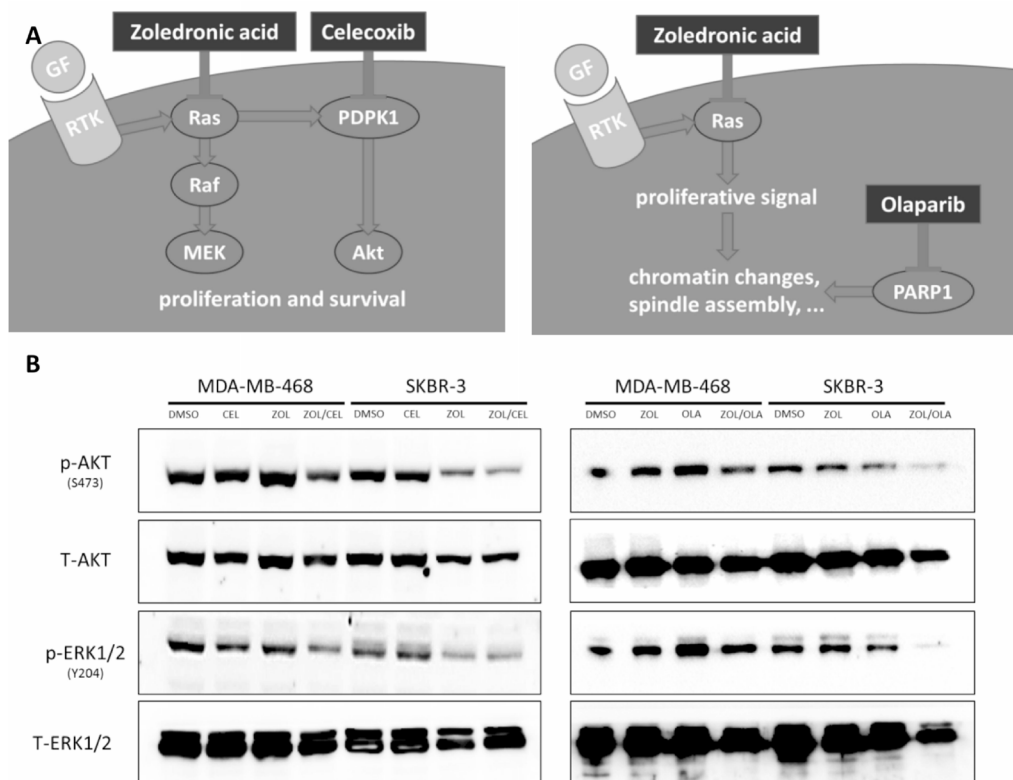 A
Zoledronic acid
Celecoxib
GF
RTK
Ras
PDPK1
Raf
MEK
Akt
proliferation and survival
Zoledronic acid
GF
RTK
Ras
proliferative signal
Olaparib
chromatin changes,
spindle assembly, ...
PARP1
B
MDA-MB-468 SKBR-3
DMSO CEL ZOL ZOL/CEL DMSO CEL ZOL ZOL/CEL
MDA-MB-468 SKBR-3
DMSO ZOL OLA ZOL/OLA DMSO ZOL OLA ZOL/OLA
p-AKT
(S473)
T-AKT
p-ERK1/2
(Y204)
T-ERK1/2